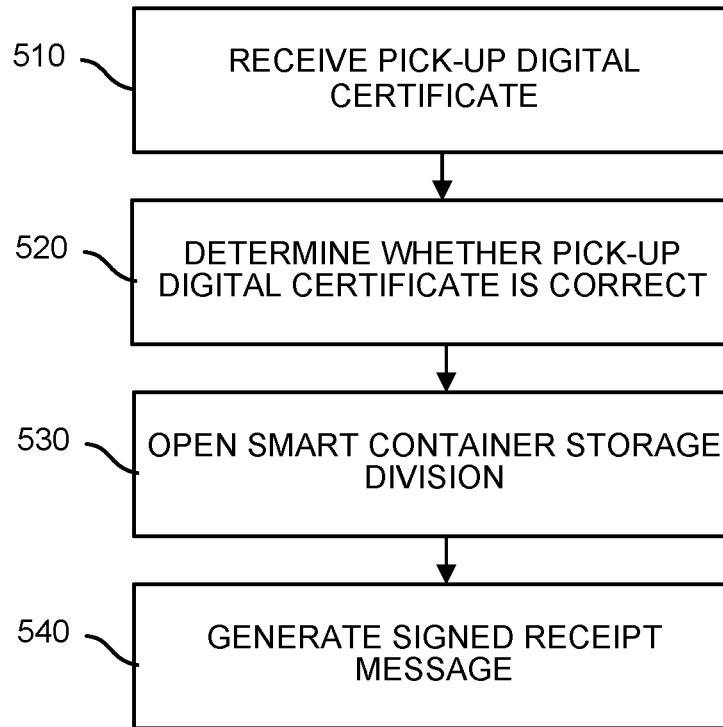 510
RECEIVE PICK-UP DIGITAL
CERTIFICATE
520
DETERMINE WHETHER PICK-UP
DIGITAL CERTIFICATE IS CORRECT
530
OPEN SMART CONTAINER STORAGE
DIVISION
540
GENERATE SIGNED RECEIPT
MESSAGE